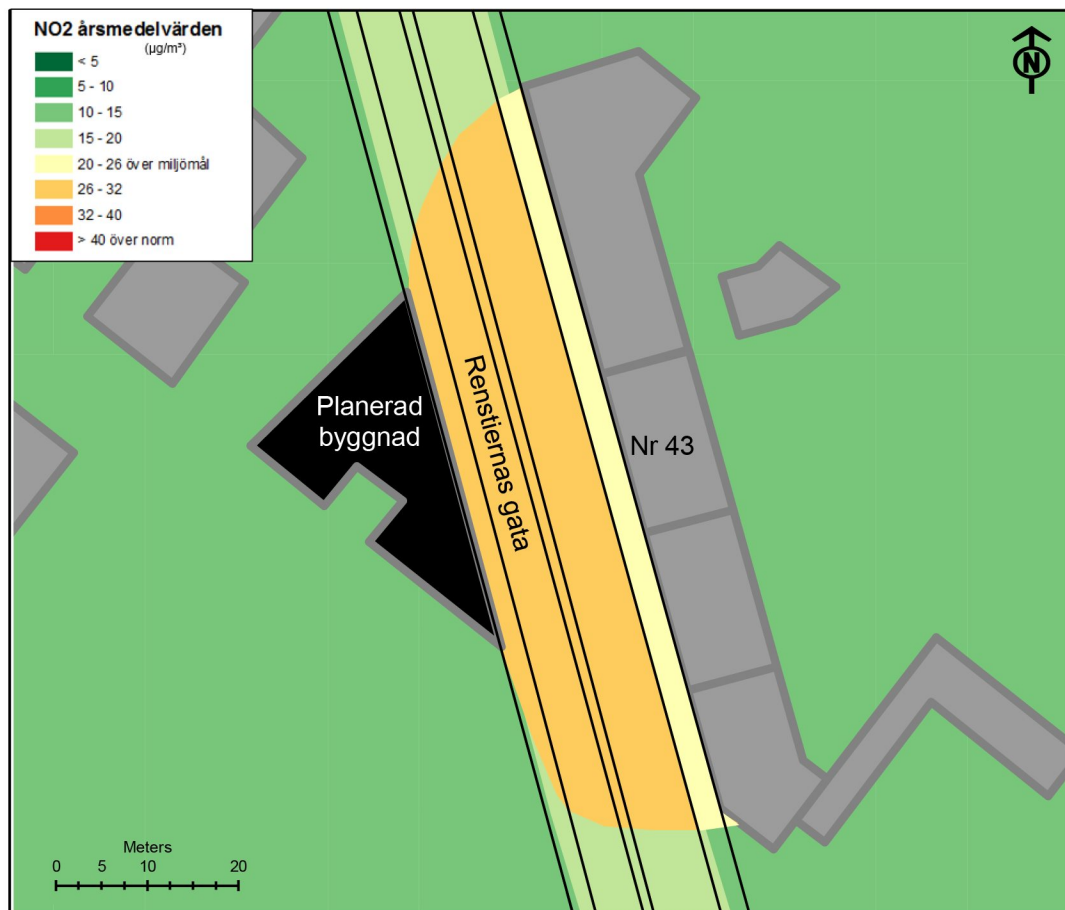 NO2 årsmedelvärden
(µg/m³)
< 5
5 - 10
10 - 15
15 - 20
20 - 26 över miljömål
26 - 32
32 - 40
> 40 över norm
N
Planerad
byggnad
Renstiernas gata
Nr 43
Meters
0 5 10 20